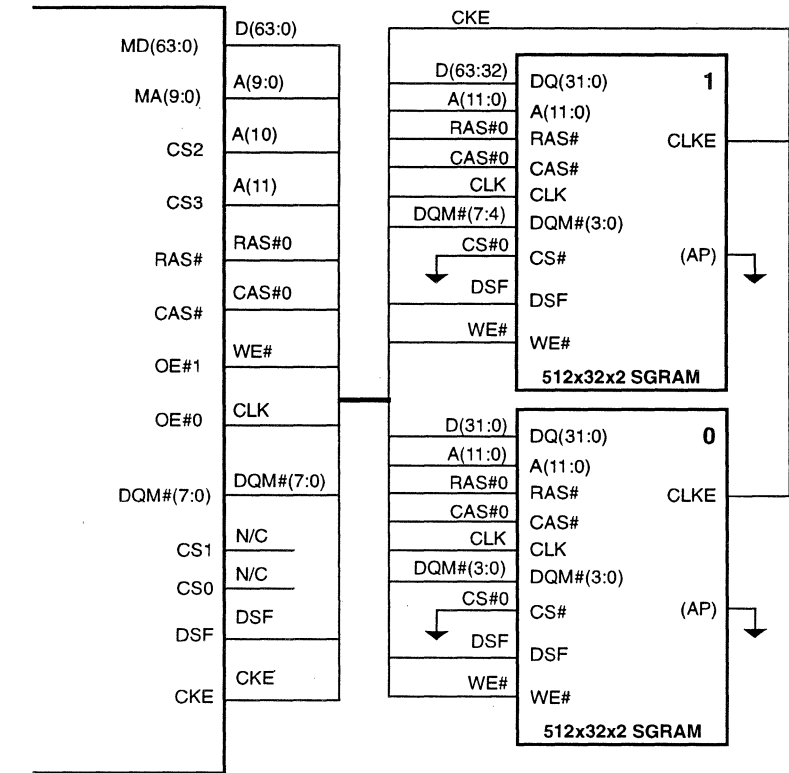 MD(63:0)
D(63:0)
MA(9:0)
A(9:0)
CS2
A(10)
CS3
A(11)
RAS#
RAS#0
CAS#
CAS#0
OE#1
WE#
OE#0
CLK
DQM#(7:0)
DQM#(7:0)
CS1
N/C
CS0
N/C
DSF
DSF
CKE
CKE
CKE
D(63:32)
DQ(31:0)
1
A(11:0)
A(11:0)
RAS#0
RAS#
CLKE
CAS#0
CAS#
CLK
CLK
DQM#(7:4)
DQM#(3:0)
CS#0
CS#
(AP)
DSF
DSF
WE#
WE#
512x32x2 SGRAM
D(31:0)
DQ(31:0)
0
A(11:0)
A(11:0)
RAS#0
RAS#
CLKE
CAS#0
CAS#
CLK
CLK
DQM#(3:0)
DQM#(3:0)
CS#0
CS#
(AP)
DSF
DSF
WE#
WE#
512x32x2 SGRAM